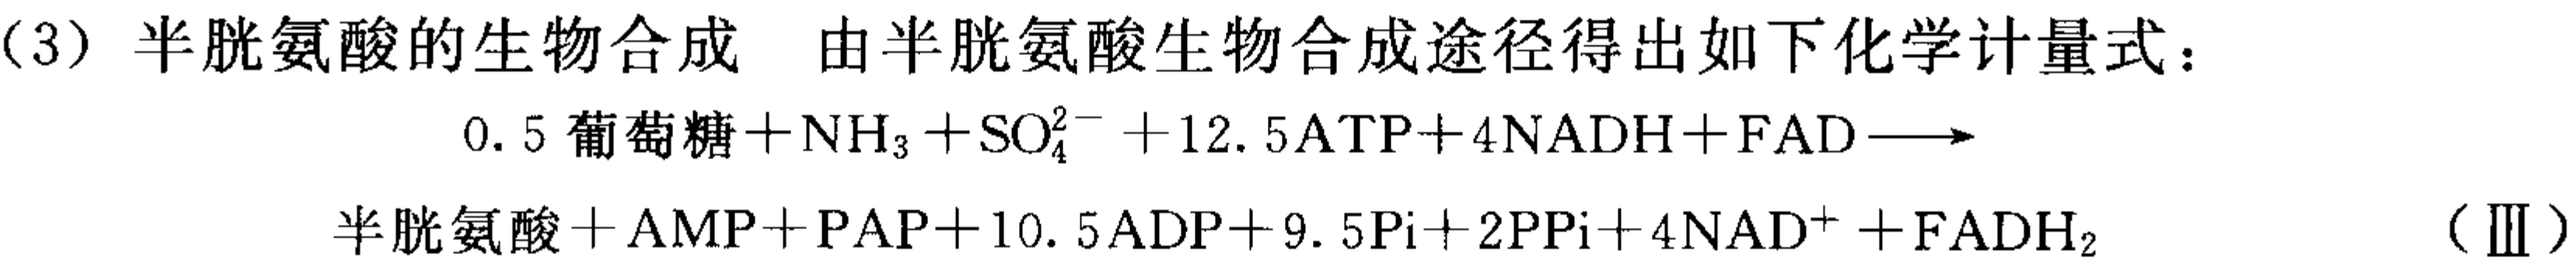 (3) 半胱氨酸的生物合成 由半胱氨酸生物合成途径得出如下化学计量式：
0.5 葡萄糖＋NH₃＋SO₄²⁻＋12.5ATP＋4NADH＋FAD⟶
半胱氨酸＋AMP＋PAP＋10.5ADP＋9.5Pi＋2PPi＋4NAD⁺＋FADH₂ (Ⅲ)